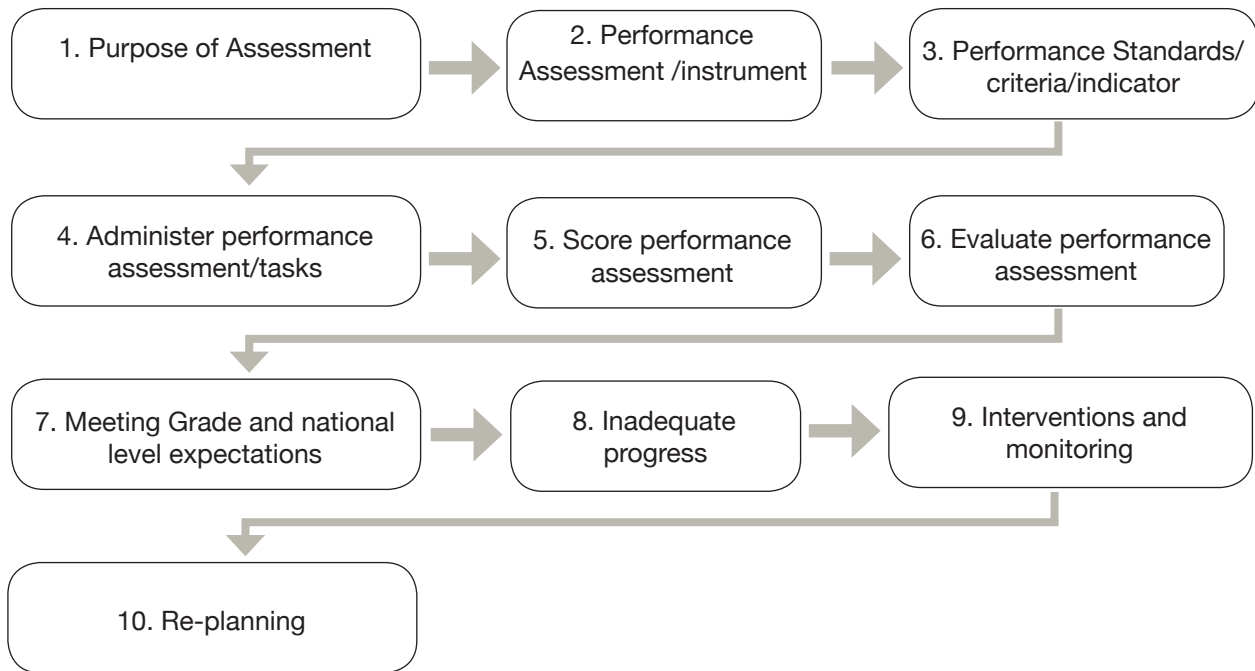 1. Purpose of Assessment
2. Performance
Assessment /instrument
3. Performance Standards/
criteria/indicator
4. Administer performance
assessment/tasks
5. Score performance
assessment
6. Evaluate performance
assessment
7. Meeting Grade and national
level expectations
8. Inadequate
progress
9. Interventions and
monitoring
10. Re-planning